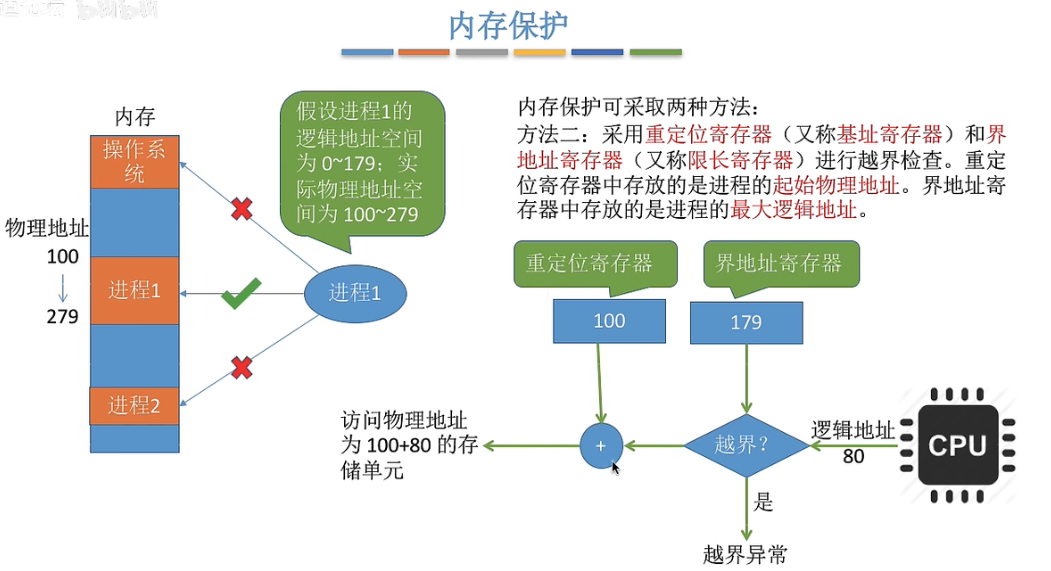 内存保护
内存
操作系
统
物理地址
100
279
进程1
进程2
假设进程1的
逻辑地址空间
为 0~179；实
际物理地址空
间为 100~279
进程1
内存保护可采取两种方法：
方法二：采用重定位寄存器（又称基址寄存器）和界
地址寄存器（又称限长寄存器）进行越界检查。重定
位寄存器中存放的是进程的起始物理地址。界地址寄
存器中存放的是进程的最大逻辑地址。
重定位寄存器
界地址寄存器
100
179
访问物理地址
为 100+80 的存
储单元
+
越界？
逻辑地址
80
CPU
是
越界异常